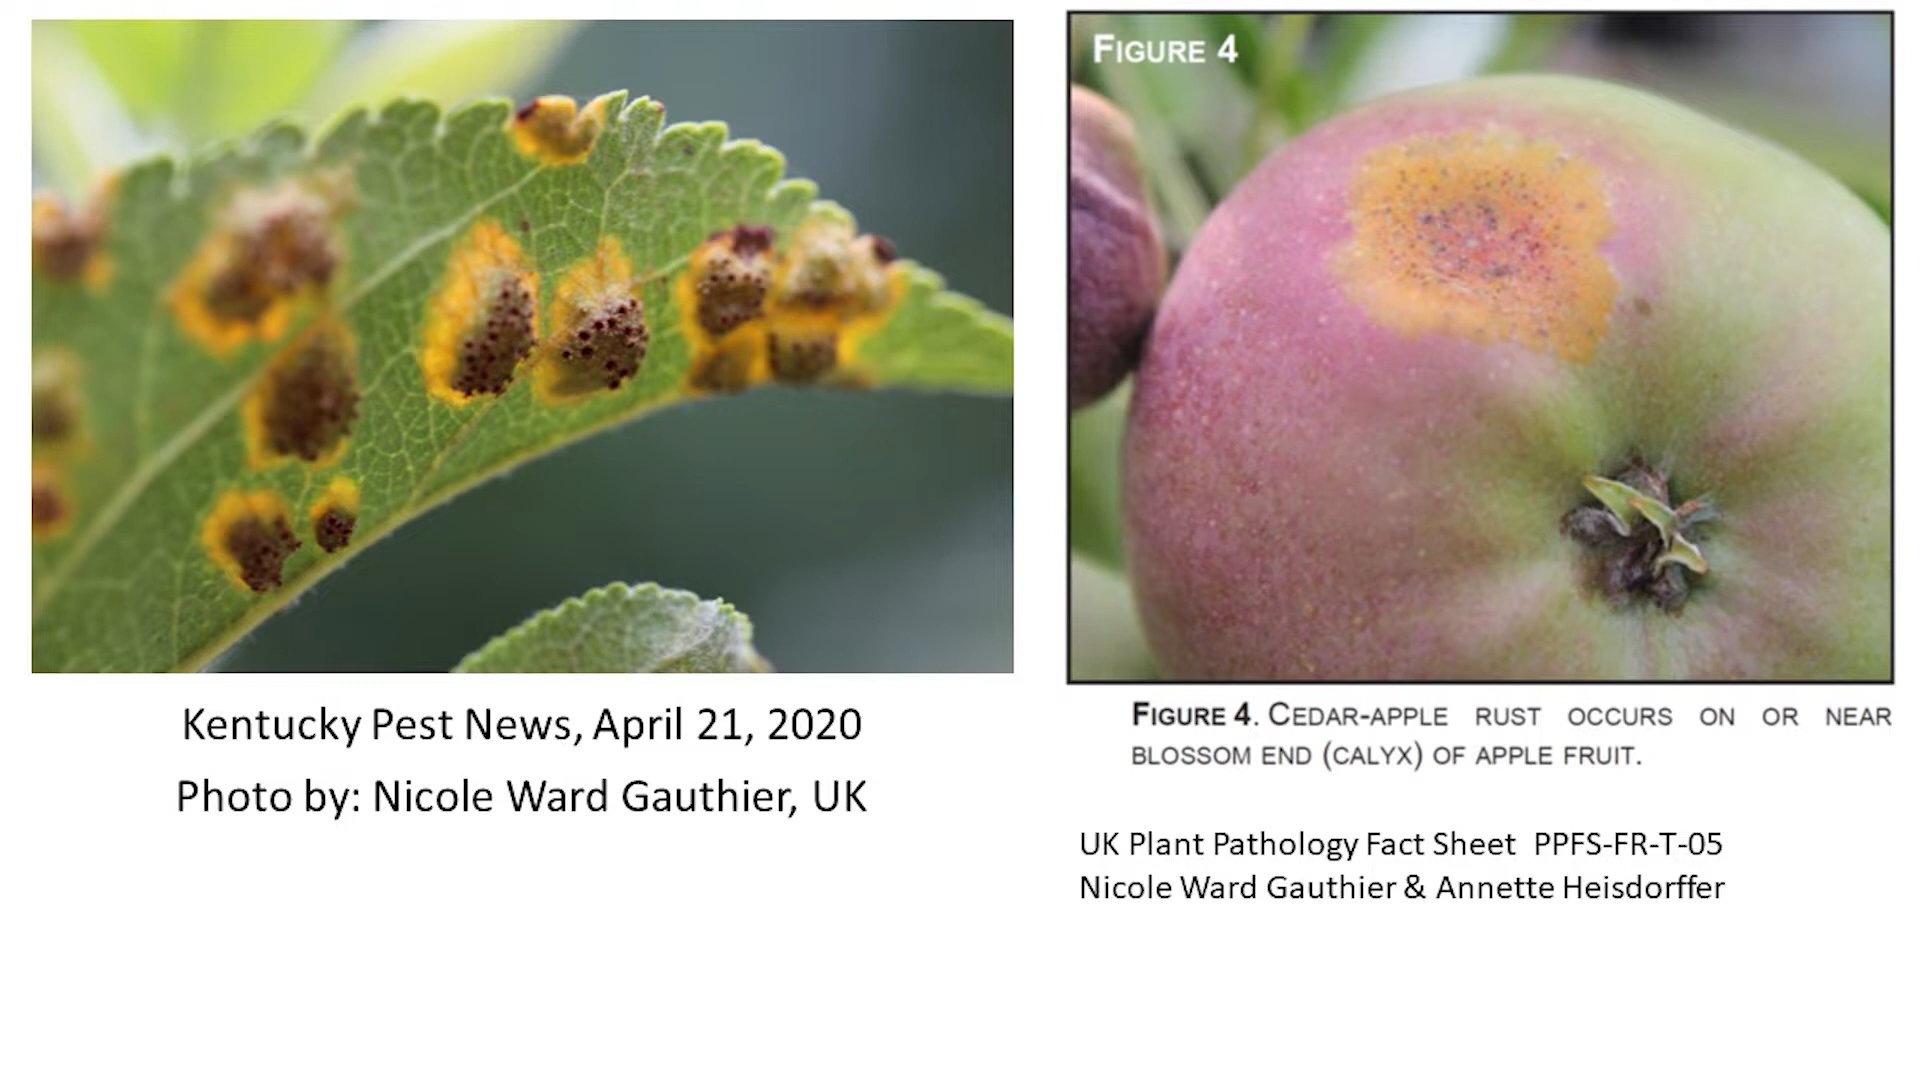 Kentucky Pest News, April 21, 2020
Photo by: Nicole Ward Gauthier, UK
FIGURE 4
FIGURE 4. CEDAR-APPLE RUST OCCURS ON OR NEAR
BLOSSOM END (CALYX) OF APPLE FRUIT.
UK Plant Pathology Fact Sheet PPFS-FR-T-05
Nicole Ward Gauthier & Annette Heisdorffer